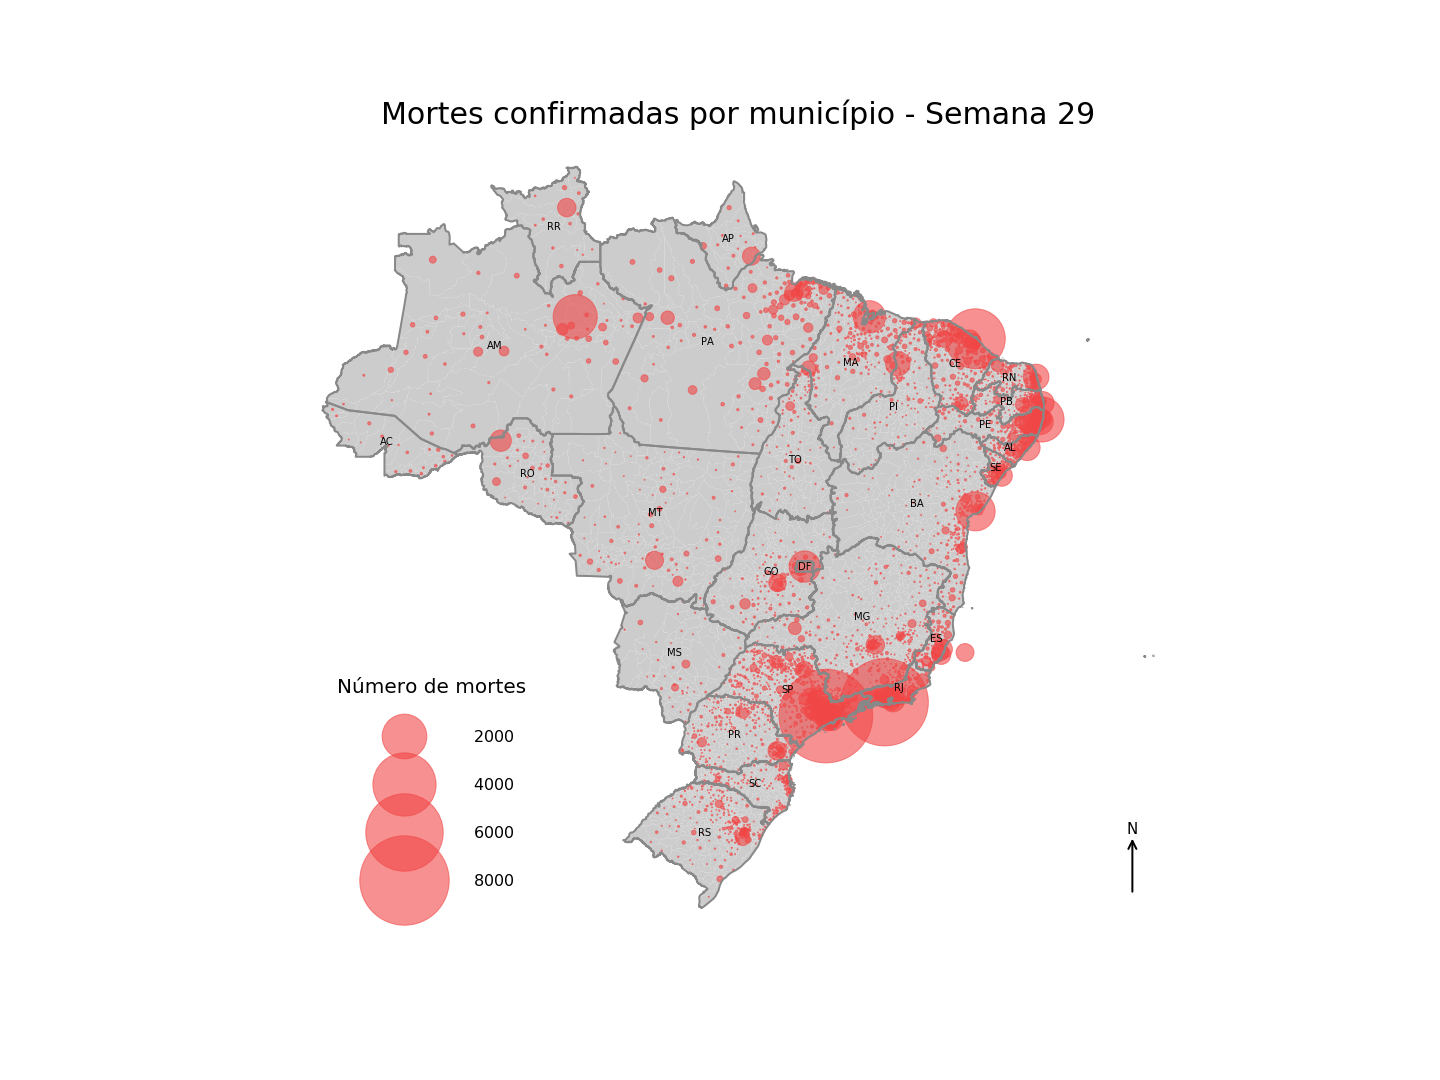 Mortes confirmadas por município - Semana 29
RR
AP
AM
PA
MA
CE
RN
PB
PI
PE
AC
AL
TO
SE
RO
BA
MT
GO
DF
MG
ES
MS
SP
RJ
PR
SC
RS
Número de mortes
2000
4000
6000
8000
N